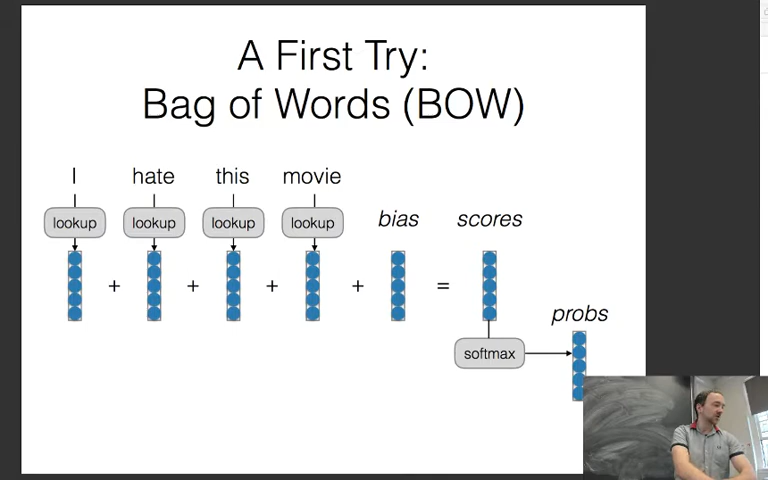 A First Try:
Bag of Words (BOW)
I hate this movie
lookup lookup lookup lookup bias scores
+ + + + =
probs
softmax